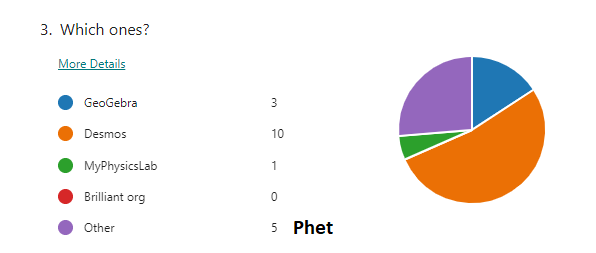 3. Which ones?
More Details
GeoGebra 3
Desmos 10
MyPhysicsLab 1
Brilliant org 0
Other 5 Phet